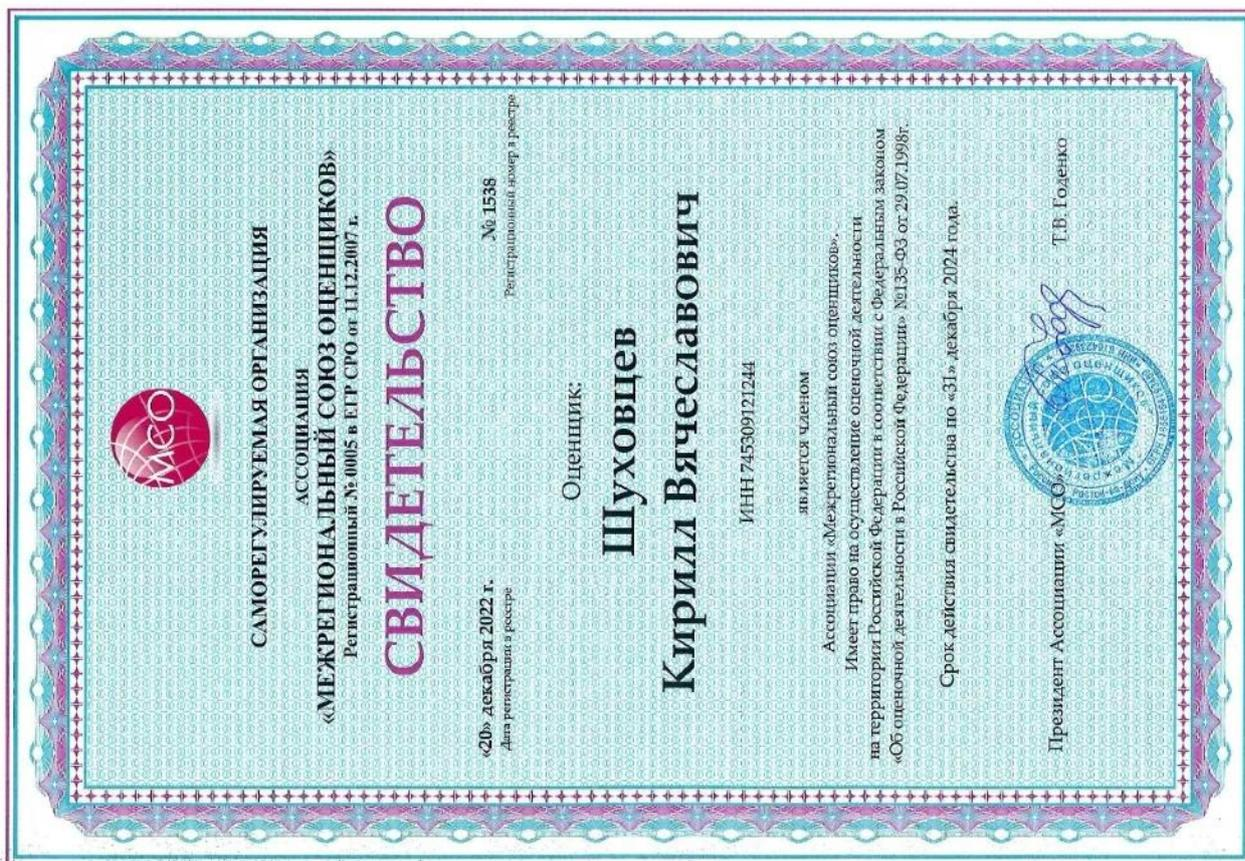 МСО
САМОРЕГУЛИРУЕМАЯ ОРГАНИЗАЦИЯ
АССОЦИАЦИЯ
«МЕЖРЕГИОНАЛЬНЫЙ СОЮЗ ОЦЕНЩИКОВ»
Регистрационный № 0005 в ЕГР СРО от 11.12.2007 г.
СВИДЕТЕЛЬСТВО
«20» декабря 2022 г. № 1538
Дата регистрации в реестре Регистрационный номер в реестре
Оценщик:
Шуховцев
Кирилл Вячеславович
ИНН 745309121244
является членом
Ассоциации «Межрегиональный союз оценщиков».
Имеет право на осуществление оценочной деятельности
на территории Российской Федерации в соответствии с Федеральным законом
«Об оценочной деятельности в Российской Федерации» №135-ФЗ от 29.07.1998г.
Срок действия свидетельства по «31» декабря 2024 года.
Президент Ассоциации «МСО» Т.В. Годенко